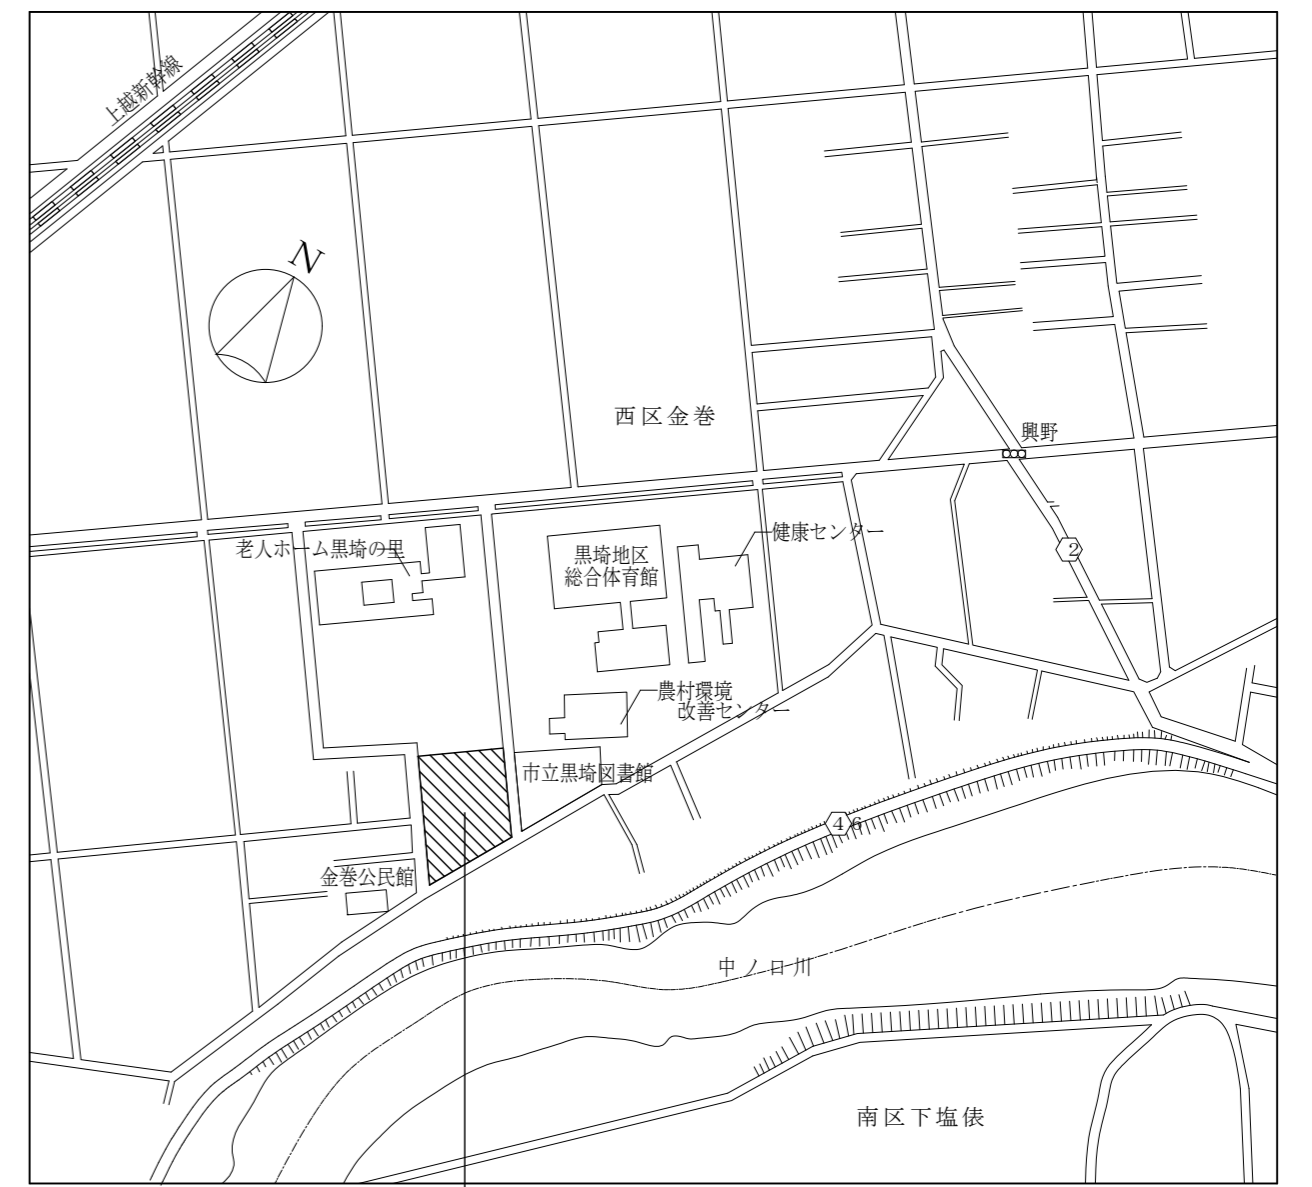 上越新幹線
N
西区金巻
興野
老人ホーム黒埼の里
黒埼地区
総合体育館
健康センター
2
農村環境
改善センター
市立黒埼図書館
46
金巻公民館
中ノ口川
南区下塩俵